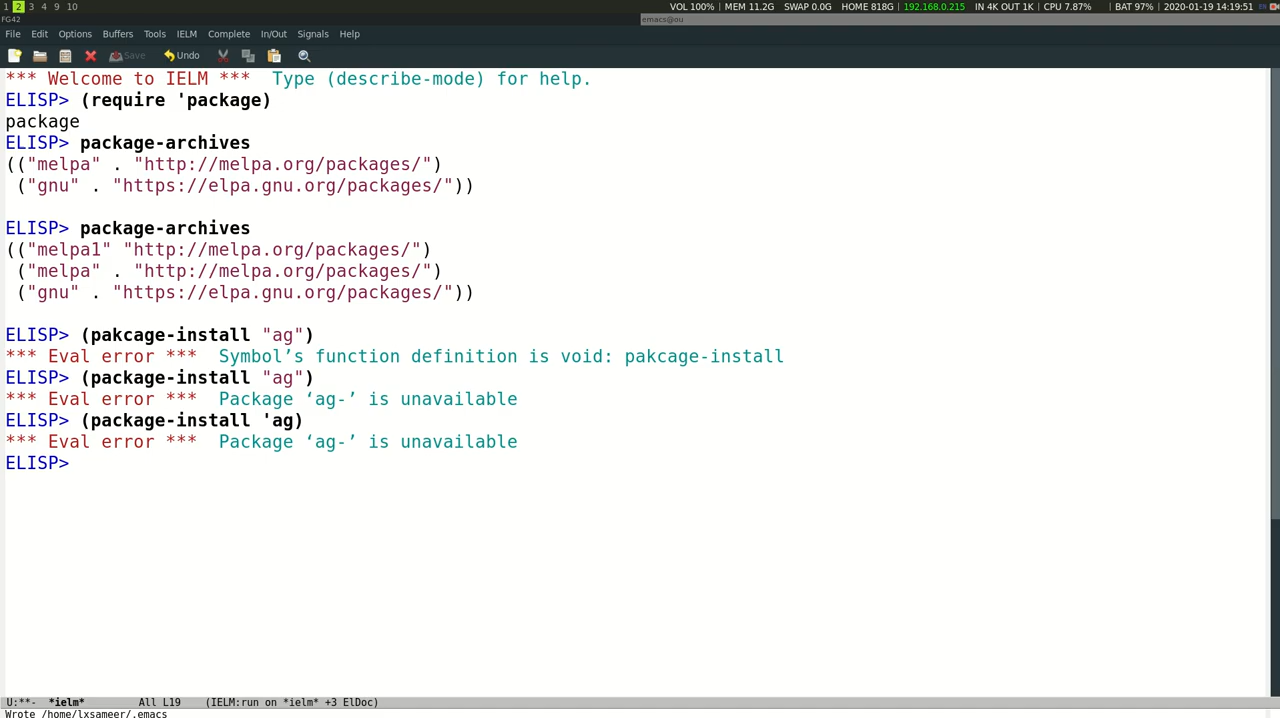 1 2 3 4 9 10 VOL 100% | MEM 11.2G SWAP 0.0G HOME 818G | 192.168.0.215 IN 4K OUT 1K | CPU 7.87% | BAT 97% | 2020-01-19 14:19:51 EN
FG42 emacs@ou
File Edit Options Buffers Tools IELM Complete In/Out Signals Help
Save Undo
*** Welcome to IELM *** Type (describe-mode) for help.
ELISP> (require 'package)
package
ELISP> package-archives
(("melpa" . "http://melpa.org/packages/")
("gnu" . "https://elpa.gnu.org/packages/"))
ELISP> package-archives
(("melpa1" "http://melpa.org/packages/")
("melpa" . "http://melpa.org/packages/")
("gnu" . "https://elpa.gnu.org/packages/"))
ELISP> (pakcage-install "ag")
*** Eval error *** Symbol’s function definition is void: pakcage-install
ELISP> (package-install "ag")
*** Eval error *** Package ‘ag-’ is unavailable
ELISP> (package-install 'ag)
*** Eval error *** Package ‘ag-’ is unavailable
ELISP>
U:**- *ielm* All L19 (IELM:run on *ielm* +3 ElDoc)
Wrote /home/lxsameer/.emacs